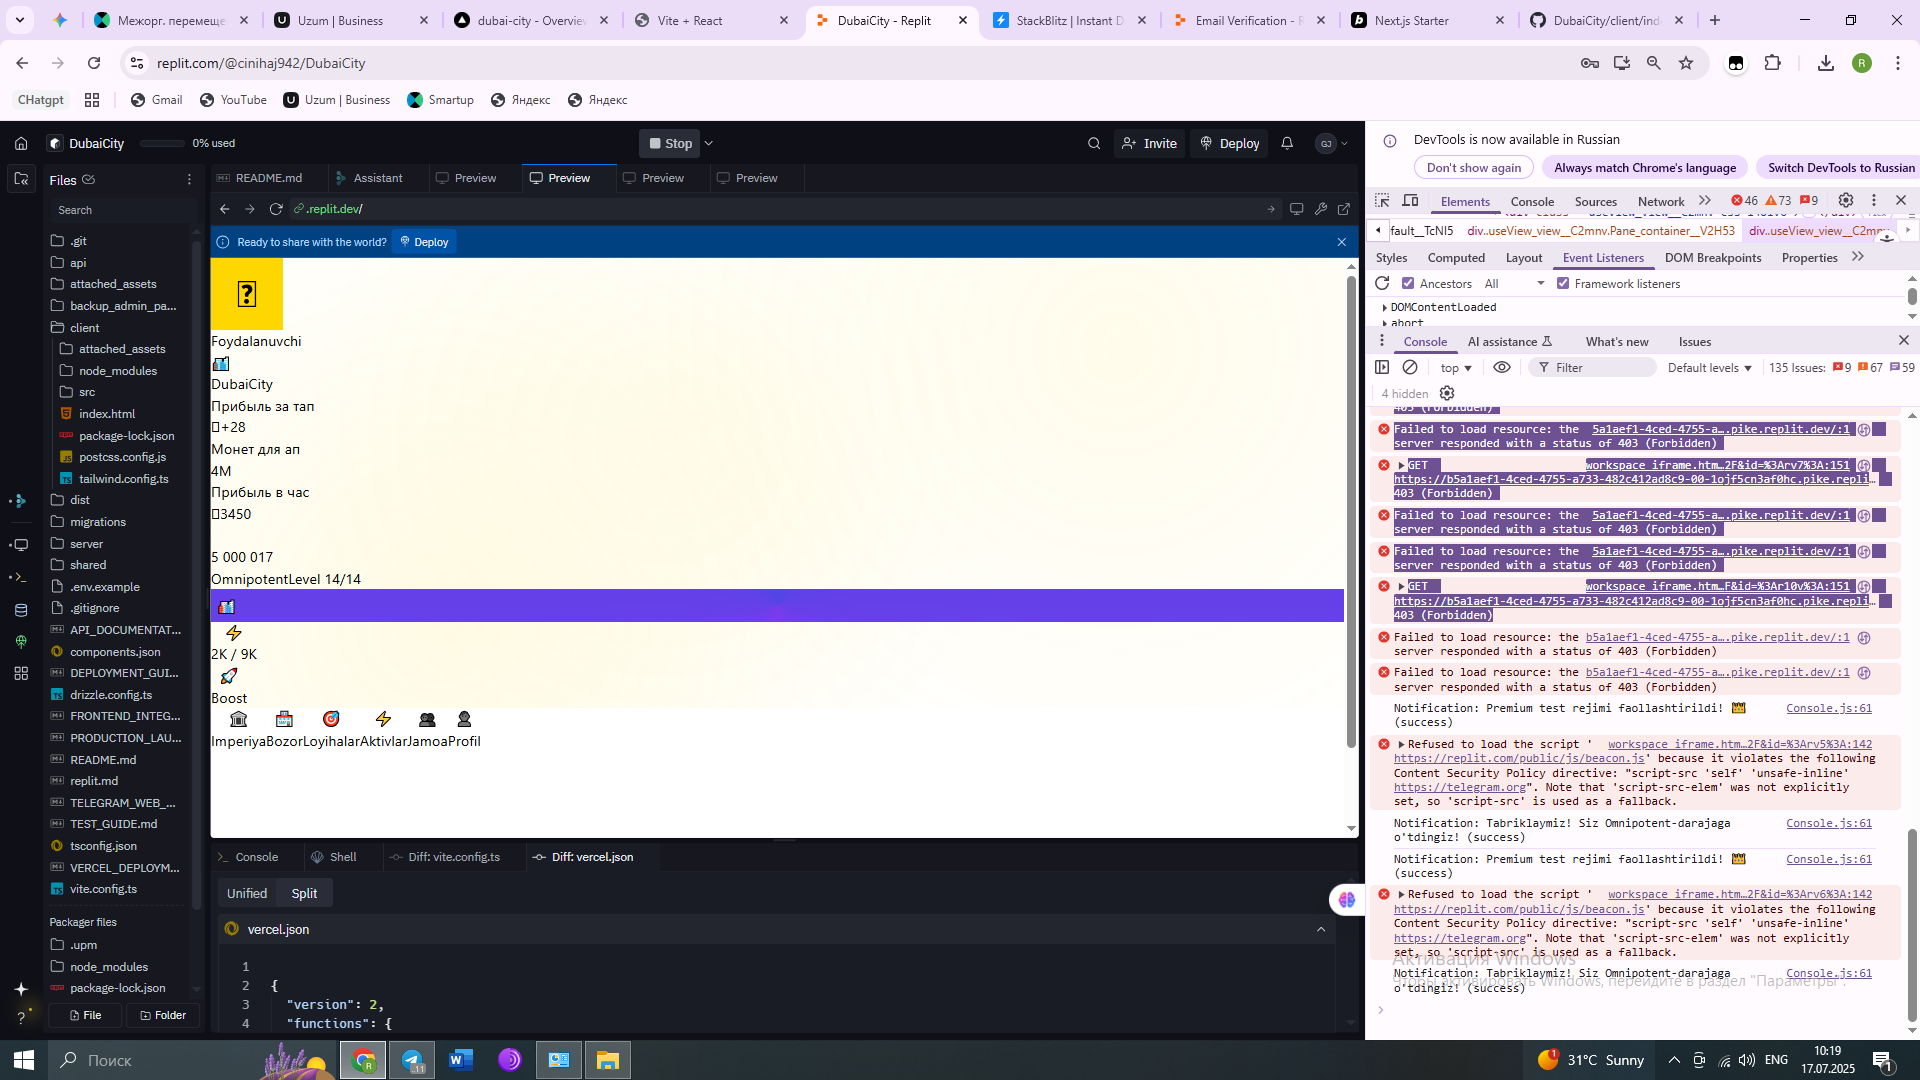 Межорг. перемеще
Uzum | Business
dubai-city - Overview
Vite + React
DubaiCity - Replit
StackBlitz | Instant D
Email Verification - R
Next.js Starter
DubaiCity/client/ind
replit.com/@cinihaj942/DubaiCity
R
CHatgpt
Gmail
YouTube
Uzum | Business
Smartup
Яндекс
Яндекс
DubaiCity
0% used
Stop
Invite
Deploy
GJ
Files
Search
.git
api
attached_assets
backup_admin_pa...
client
attached_assets
node_modules
src
index.html
package-lock.json
postcss.config.js
tailwind.config.ts
dist
migrations
server
shared
.env.example
.gitignore
API_DOCUMENTAT...
components.json
DEPLOYMENT_GUI...
drizzle.config.ts
FRONTEND_INTEG...
PRODUCTION_LAU...
README.md
replit.md
TELEGRAM_WEB_...
TEST_GUIDE.md
tsconfig.json
VERCEL_DEPLOYM...
vite.config.ts
Packager files
.upm
node_modules
package-lock.json
File
Folder
README.md
Assistant
Preview
Preview
Preview
Preview
.replit.dev/
Ready to share with the world?
Deploy
Foydalanuvchi
DubaiCity
Прибыль за тап
+28
Монет для ап
4M
Прибыль в час
3450
5 000 017
OmnipotentLevel 14/14
2K / 9K
Boost
ImperiyaBozorLoyihalarAktivlarJamoaProfil
Console
Shell
Diff: vite.config.ts
Diff: vercel.json
Unified
Split
vercel.json
1
2 {
3 "version": 2,
4 "functions": {
DevTools is now available in Russian
Don't show again
Always match Chrome's language
Switch DevTools to Russian
Elements
Console
Sources
Network
46
73
9
fault__TcNI5
div..useView_view__C2mnv.Pane_container__V2H53
div..useView_view__C2mnv
Styles
Computed
Layout
Event Listeners
DOM Breakpoints
Properties
Ancestors
All
Framework listeners
DOMContentLoaded
abort
Console
AI assistance
What's new
Issues
top
Filter
Default levels
135 Issues:
9
67
59
4 hidden
403 (Forbidden)
Failed to load resource: the 5a1aef1-4ced-4755-a….pike.replit.dev/:1
server responded with a status of 403 (Forbidden)
GET workspace_iframe.htm…2F&id=%3Arv7%3A:151
https://b5a1aef1-4ced-4755-a733-482c412ad8c9-00-1ojf5cn3af0hc.pike.repli…
403 (Forbidden)
Failed to load resource: the 5a1aef1-4ced-4755-a….pike.replit.dev/:1
server responded with a status of 403 (Forbidden)
Failed to load resource: the 5a1aef1-4ced-4755-a….pike.replit.dev/:1
server responded with a status of 403 (Forbidden)
GET workspace_iframe.htm…F&id=%3Ar10v%3A:151
https://b5a1aef1-4ced-4755-a733-482c412ad8c9-00-1ojf5cn3af0hc.pike.repli…
403 (Forbidden)
Failed to load resource: the b5a1aef1-4ced-4755-a….pike.replit.dev/:1
server responded with a status of 403 (Forbidden)
Failed to load resource: the b5a1aef1-4ced-4755-a….pike.replit.dev/:1
server responded with a status of 403 (Forbidden)
Notification: Premium test rejimi faollashtirildi! 👑 Console.js:61
(success)
Refused to load the script ' workspace_iframe.htm…2F&id=%3Arv5%3A:142
https://replit.com/public/js/beacon.js' because it violates the following
Content Security Policy directive: "script-src 'self' 'unsafe-inline'
https://telegram.org". Note that 'script-src-elem' was not explicitly
set, so 'script-src' is used as a fallback.
Notification: Tabriklaymiz! Siz Omnipotent-darajaga Console.js:61
o'tdingiz! (success)
Notification: Premium test rejimi faollashtirildi! 👑 Console.js:61
(success)
Refused to load the script ' workspace_iframe.htm…2F&id=%3Arv6%3A:142
https://replit.com/public/js/beacon.js' because it violates the following
Content Security Policy directive: "script-src 'self' 'unsafe-inline'
https://telegram.org". Note that 'script-src-elem' was not explicitly
set, so 'script-src' is used as a fallback.
Notification: Tabriklaymiz! Siz Omnipotent-darajaga Console.js:61
o'tdingiz! (success)
Активация Windows
Чтобы активировать Windows, перейдите в раздел "Параметры".
Поиск
..11
31°C Sunny
ENG
10:19
17.07.2025
1